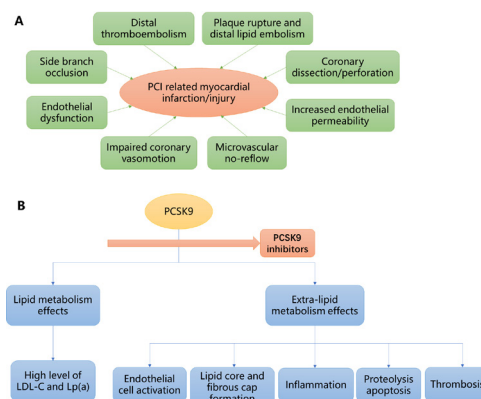 A
Distal
thromboembolism
Plaque rupture and
distal lipid embolism
Side branch
occlusion
PCI related myocardial
infarction/injury
Coronary
dissection/perforation
Endothelial
dysfunction
Increased endothelial
permeability
Impaired coronary
vasomotion
Microvascular
no-reflow
B
PCSK9
PCSK9
inhibitors
Lipid metabolism
effects
Extra-lipid
metabolism effects
High level of
LDL-C and Lp(a)
Endothelial
cell activation
Lipid core and
fibrous cap
formation
Inflammation
Proteolysis
apoptosis
Thrombosis